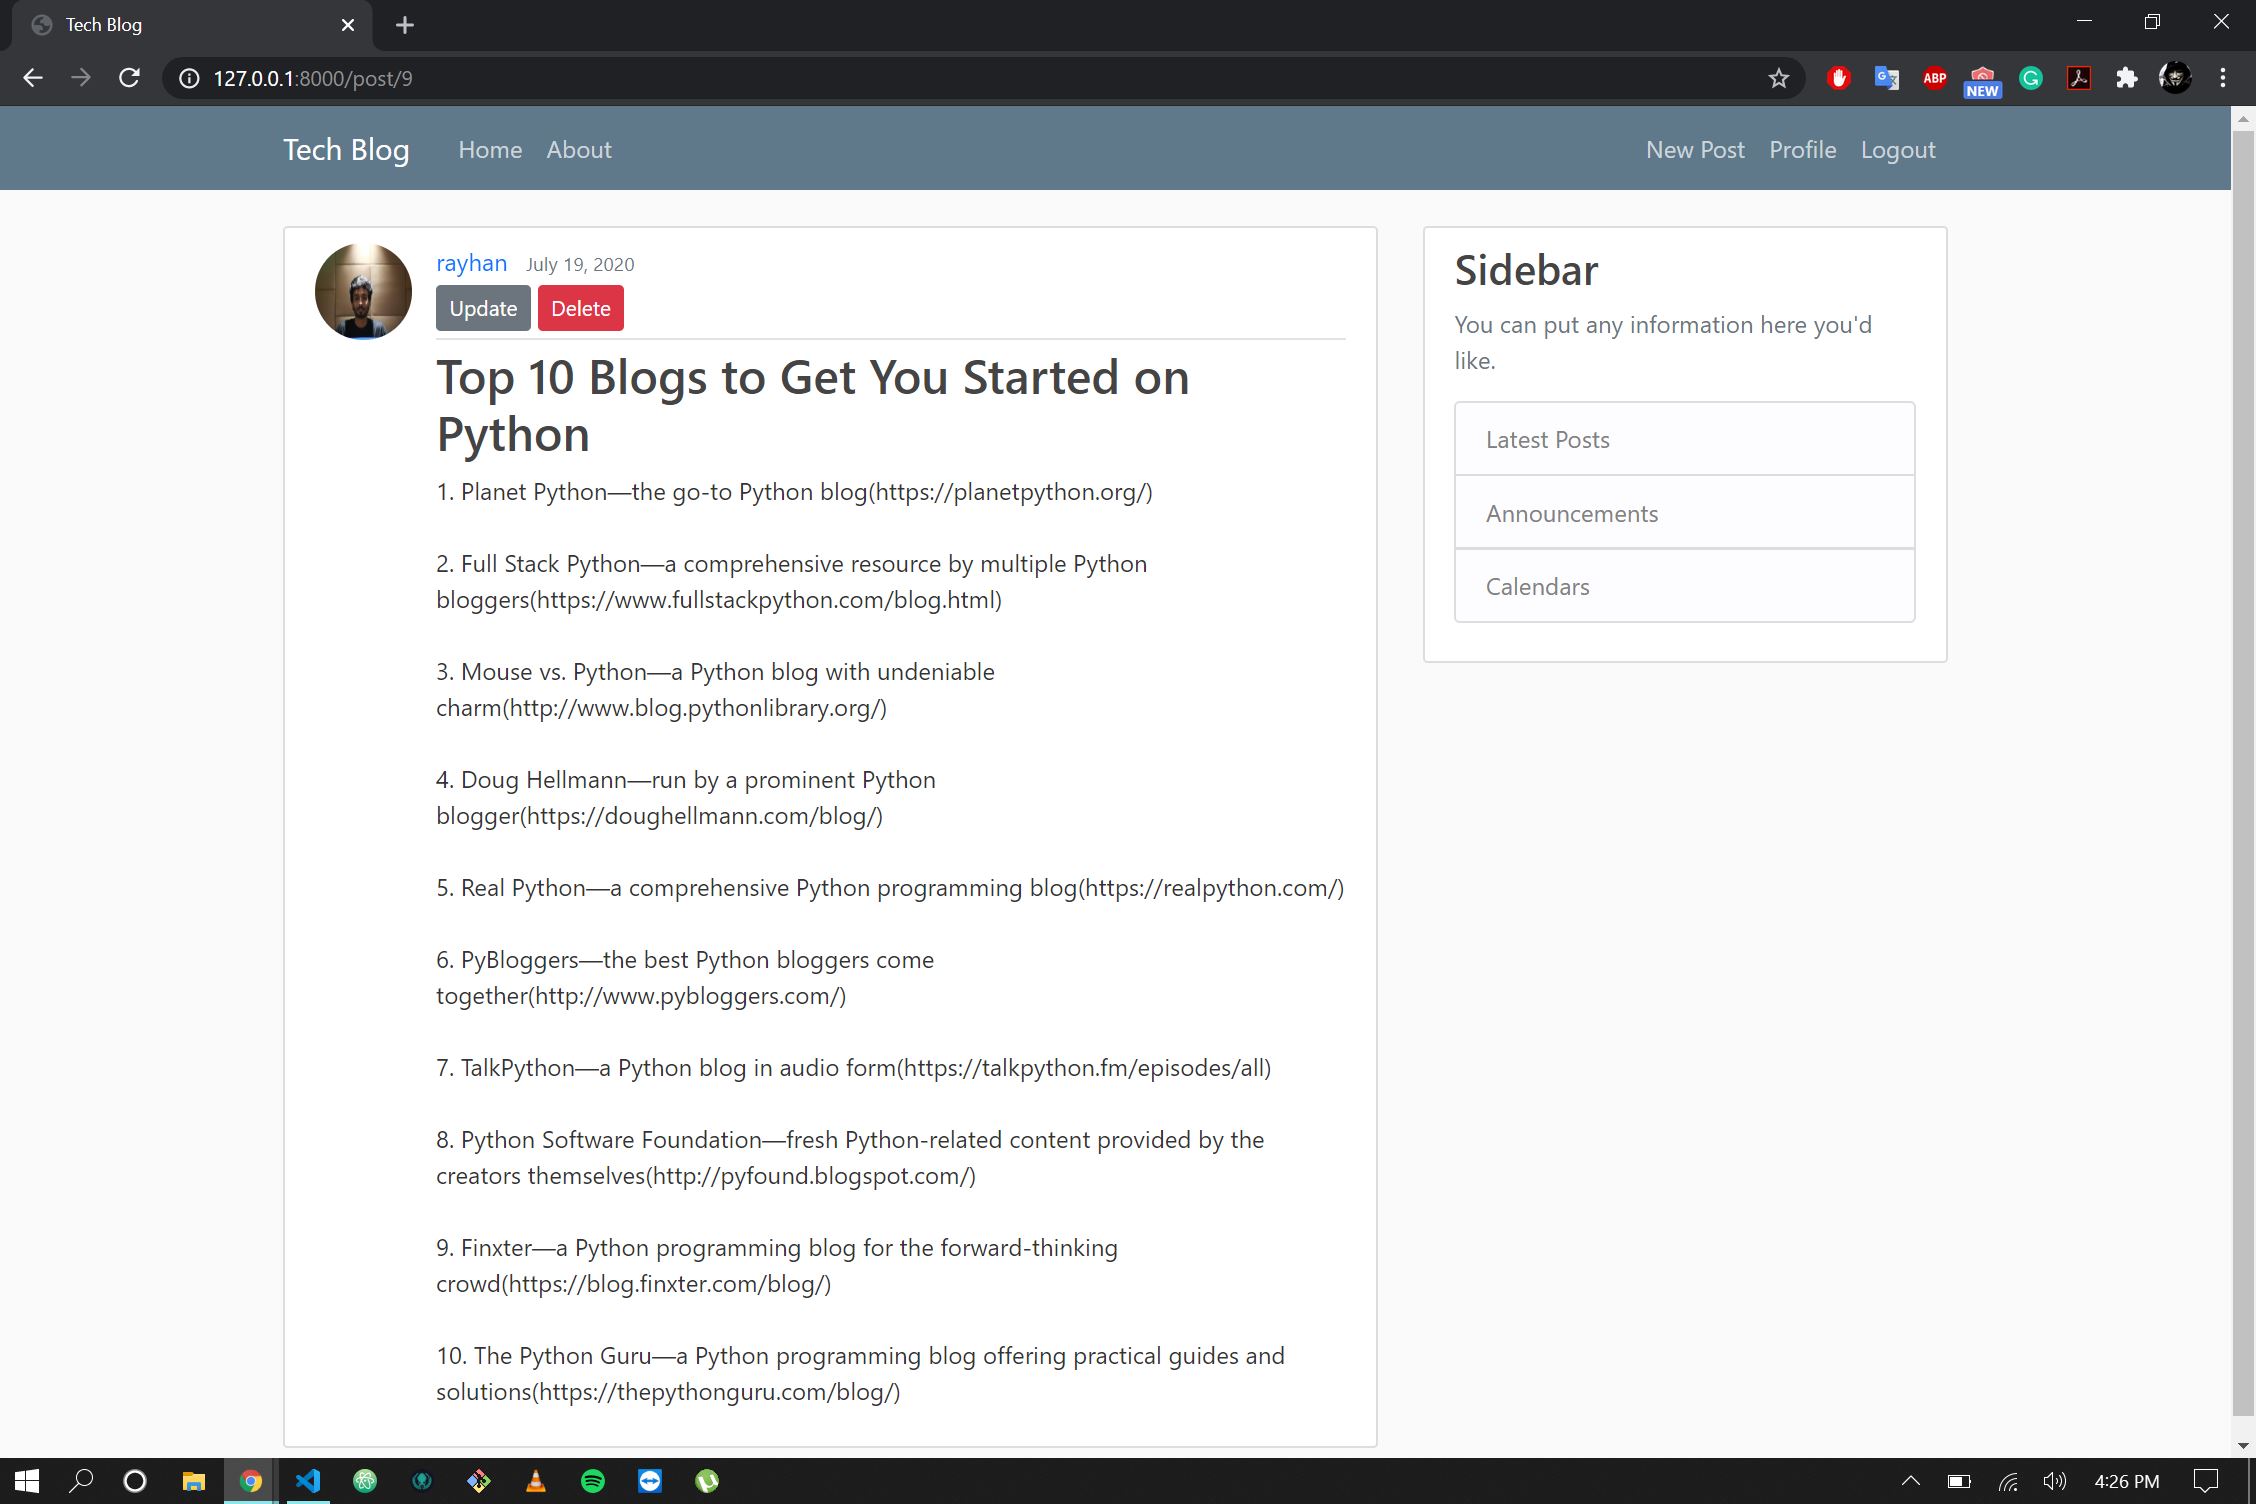 Tech Blog
127.0.0.1:8000/post/9
ABP
NEW
Tech Blog Home About New Post Profile Logout
rayhan July 19, 2020
Update Delete
Top 10 Blogs to Get You Started on
Python
1. Planet Python—the go-to Python blog(https://planetpython.org/)
2. Full Stack Python—a comprehensive resource by multiple Python
bloggers(https://www.fullstackpython.com/blog.html)
3. Mouse vs. Python—a Python blog with undeniable
charm(http://www.blog.pythonlibrary.org/)
4. Doug Hellmann—run by a prominent Python
blogger(https://doughellmann.com/blog/)
5. Real Python—a comprehensive Python programming blog(https://realpython.com/)
6. PyBloggers—the best Python bloggers come
together(http://www.pybloggers.com/)
7. TalkPython—a Python blog in audio form(https://talkpython.fm/episodes/all)
8. Python Software Foundation—fresh Python-related content provided by the
creators themselves(http://pyfound.blogspot.com/)
9. Finxter—a Python programming blog for the forward-thinking
crowd(https://blog.finxter.com/blog/)
10. The Python Guru—a Python programming blog offering practical guides and
solutions(https://thepythonguru.com/blog/)
Sidebar
You can put any information here you'd
like.
Latest Posts
Announcements
Calendars
4:26 PM